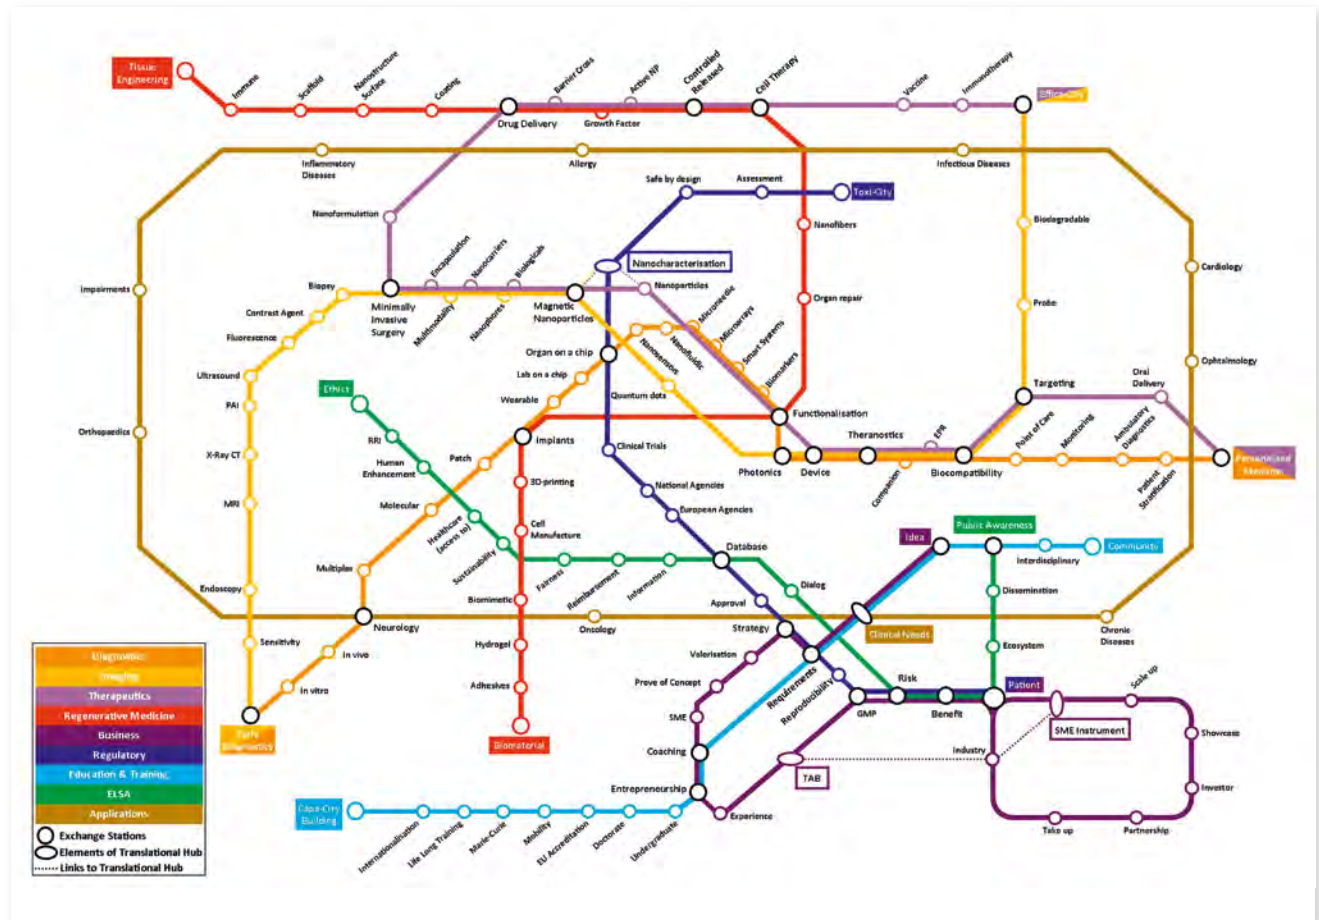 Tissue
Engineering
Immune
Scaffold
Nanostructure
Surface
Coating
Drug Delivery
Barrier Cross
Active NP
Growth Factor
Controlled
Released
Cell Therapy
Vaccine
Immunotherapy
Inflammatory
Diseases
Allergy
Infectious Diseases
Safe by design
Assessment
Toxi-City
Nanoformulation
Nanofibers
Biodegradable
Nanocharacterisation
Cardiology
Impairments
Biopsy
Encapsulation
Nanocarriers
Biologicals
Minimally
Invasive
Surgery
Multimodality
Nanophores
Magnetic
Nanoparticles
Nanoparticles
Organ repair
Probe
Contrast Agent
Fluorescence
Microneedle
Microarrays
Smart Systems
Biomarkers
Nanosensors
Nanofluidic
Organ on a chip
Lab on a chip
Wearable
Quantum dots
Ophtalmology
Ultrasound
PAI
X-Ray CT
MRI
Endoscopy
Sensitivity
Ethics
RRI
Human
Enhancement
Healthcare
(access to)
Sustainability
Orthopaedics
Implants
Patch
Molecular
Multiplex
Neurology
In vivo
In vitro
Functionalisation
Targeting
Oral
Delivery
Photonics
Device
Theranostics
EPR
Companion
Biocompatibility
Point of Care
Monitoring
Ambulatory
Diagnostics
Patient
Stratification
Clinical Trials
National Agencies
European Agencies
3D-printing
Cell
Manufacture
Biomimetic
Hydrogel
Adhesives
Biomaterial
Fairness
Reimbursement
Information
Database
Dialog
Approval
Oncology
Idea
Public Awareness
Community
Interdisciplinary
Dissemination
Ecosystem
Clinical Needs
Chronic
Diseases
Strategy
Valorisation
Prove of Concept
SME
Coaching
Entrepreneurship
Requirements
Reproducibility
GMP
Risk
Benefit
Patient
Scale up
SME Instrument
Showcase
Investor
Partnership
Take up
Industry
TAB
Experience
Building
Internationalisation
Life Long Training
Marie-Curie
Mobility
EU Accreditation
Doctorate
Undergraduate
Diagnostics
Imaging
Therapeutics
Regenerative Medicine
Business
Regulatory
Education & Training
ELSA
Applications
Exchange Stations
Elements of Translational Hub
Links to Translational Hub